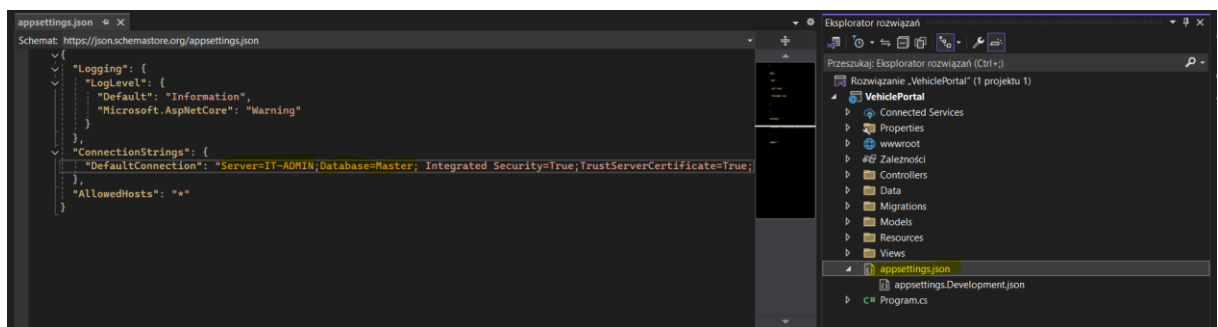 appsettings.json
Schemat: https://json.schemastore.org/appsettings.json
{
"Logging": {
"LogLevel": {
"Default": "Information",
"Microsoft.AspNetCore": "Warning"
}
},
"ConnectionStrings": {
"DefaultConnection": "Server=IT-ADMIN;Database=Master; Integrated Security=True;TrustServerCertificate=True;
},
"AllowedHosts": "*"
}
Eksplorator rozwiązań
Przeszukaj: Eksplorator rozwiązań (Ctrl+;)
Rozwiązanie „VehiclePortal" (1 projektu 1)
VehiclePortal
Connected Services
Properties
wwwroot
Zależności
Controllers
Data
Migrations
Models
Resources
Views
appsettings.json
appsettings.Development.json
C# Program.cs